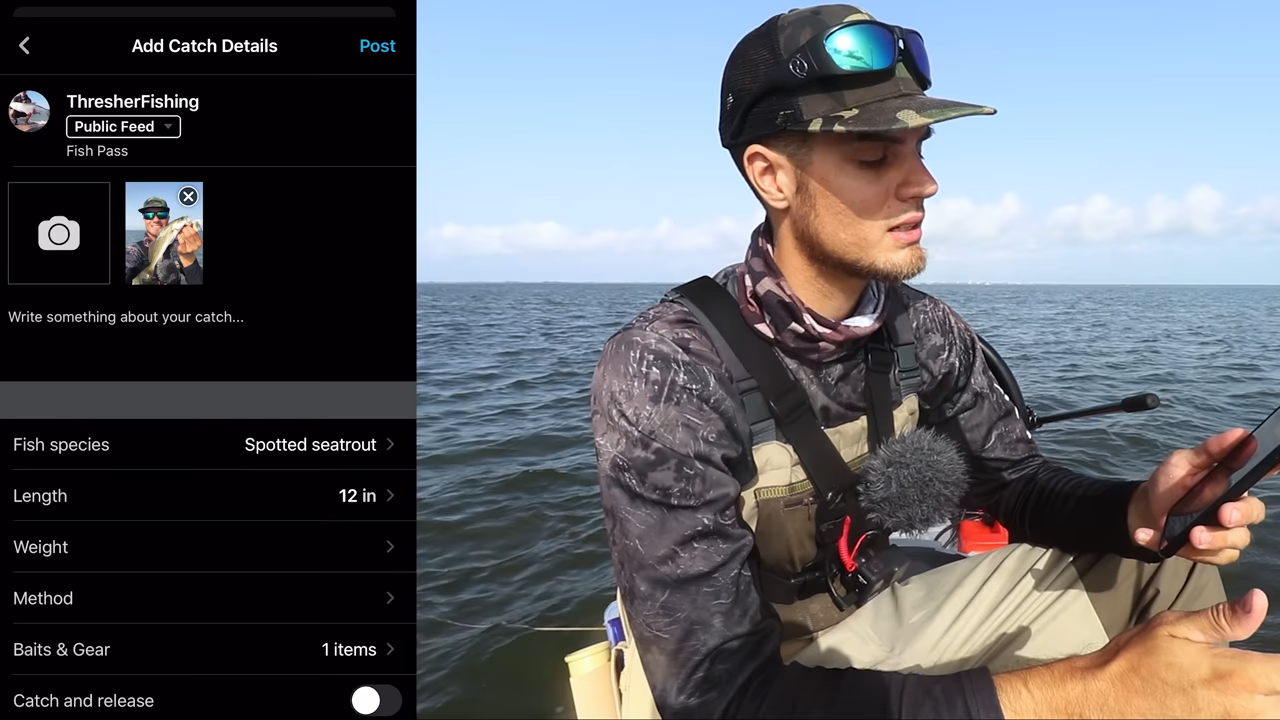 Add Catch Details
Post
ThresherFishing
Public Feed
Fish Pass
Write something about your catch...
Fish species
Spotted seatrout
Length
12 in
Weight
Method
Baits & Gear
1 items
Catch and release